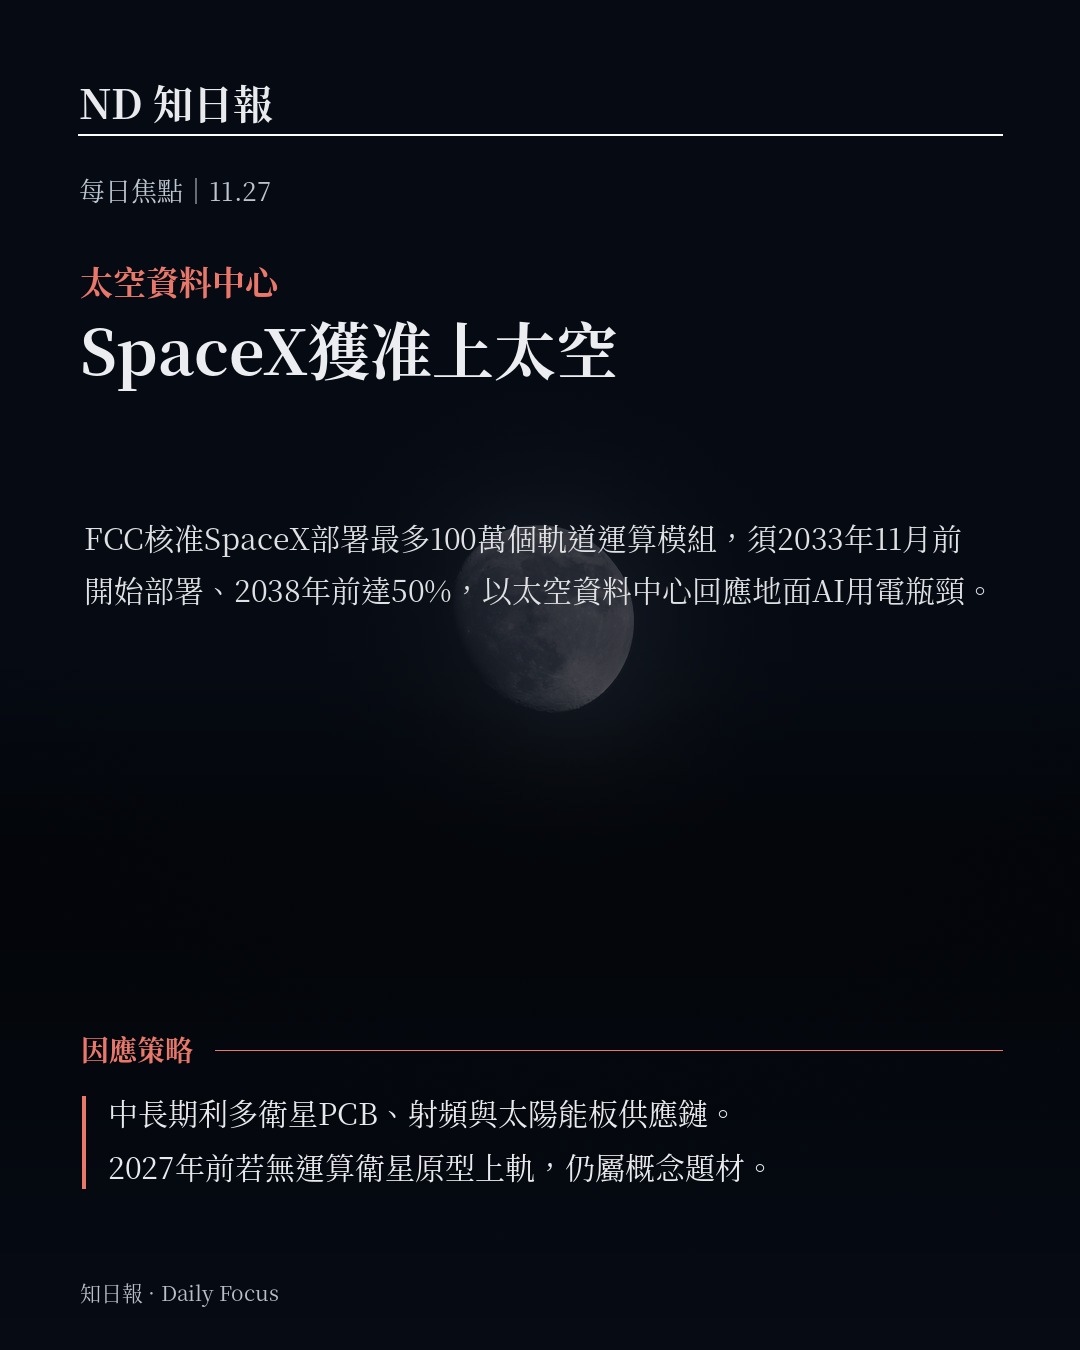 ND 知日報
每日焦點｜11.27
太空資料中心
SpaceX獲准上太空
FCC核准SpaceX部署最多100萬個軌道運算模組，須2033年11月前
開始部署、2038年前達50%，以太空資料中心回應地面AI用電瓶頸。
因應策略
中長期利多衛星PCB、射頻與太陽能板供應鏈。
2027年前若無運算衛星原型上軌，仍屬概念題材。
知日報 · Daily Focus